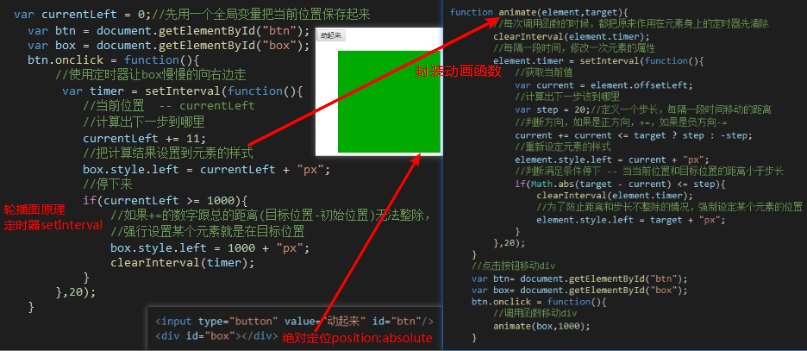 var currentLeft = 0;//先用一个全局变量把当前位置保存起来
var btn = document.getElementById("btn");
var box = document.getElementById("box");
btn.onclick = function(){
//使用定时器让box慢慢的向右边走
var timer = setInterval(function(){
//当前位置 -- currentLeft
//计算出下一步到哪里
currentLeft += 11;
//把计算结果设置到元素的样式
box.style.left = currentLeft + "px";
//停下来
if(currentLeft >= 1000){
//如果+=的数字跟总的距离(目标位置-初始位置)无法整除,
//强行设置某个元素就是在目标位置
box.style.left = 1000 + "px";
clearInterval(timer);
}
},20);
}
轮插图原理
定时器setInterval
动起来
<input type="button" value="动起来" id="btn"/>
<div id="box"></div>
绝对定位position:absolute
封装动画函数
function animate(element,target){
//每次调用函数的时候，都把原来作用在元素身上的定时器先清除
clearInterval(element.timer);
//每隔一段时间，修改一次元素的属性
element.timer = setInterval(function(){
//获取当前值
var current = element.offsetLeft;
//计算出下一步该到哪里
var step = 20;//定义一个步长，每隔一段时间移动的距离
//判断方向，如果是正方向，+=，如果是负方向-=
current += current <= target ? step : -step;
//重新设定元素的样式
element.style.left = current + "px";
//判断满足条件停下 -- 当当前位置和目标位置的距离小于步长
if(Math.abs(target - current) <= step){
clearInterval(element.timer);
//为了防止距离和步长不整除的情况，强制设定某个元素的位置
element.style.left = target + "px";
}
},20);
}
//点击按钮移动div
var btn= document.getElementById("btn");
var box= document.getElementById("box");
btn.onclick = function(){
//调用函数移动div
animate(box,1000);
}